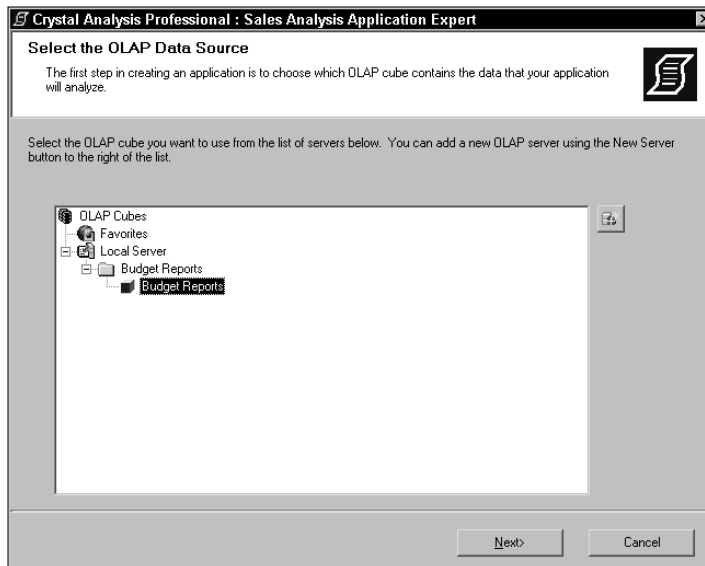 Crystal Analysis Professional : Sales Analysis Application Expert
Select the OLAP Data Source
The first step in creating an application is to choose which OLAP cube contains the data that your application
will analyze.
Select the OLAP cube you want to use from the list of servers below. You can add a new OLAP server using the New Server
button to the right of the list.
OLAP Cubes
Favorites
Local Server
Budget Reports
Budget Reports
Next>
Cancel